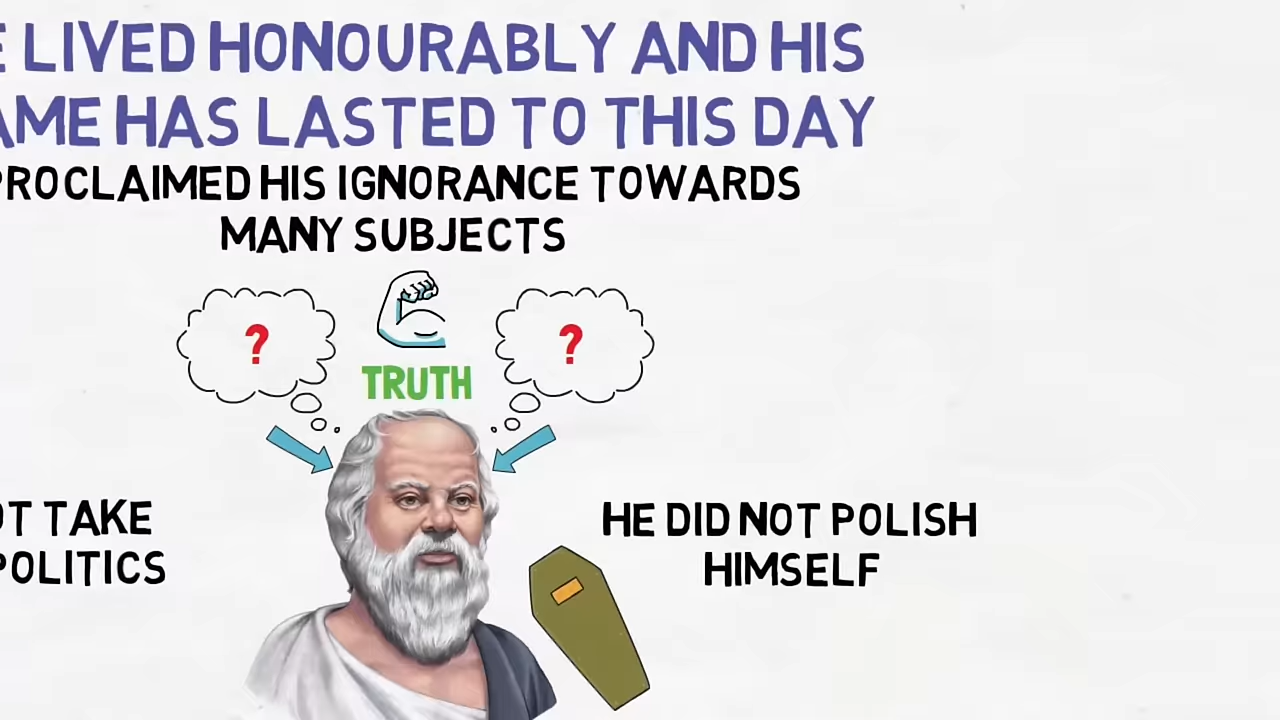 E LIVED HONOURABLY AND HIS
AME HAS LASTED TO THIS DAY
PROCLAIMED HIS IGNORANCE TOWARDS
MANY SUBJECTS
?
?
TRUTH
OT TAKE
POLITICS
HE DID NOT POLISH
HIMSELF